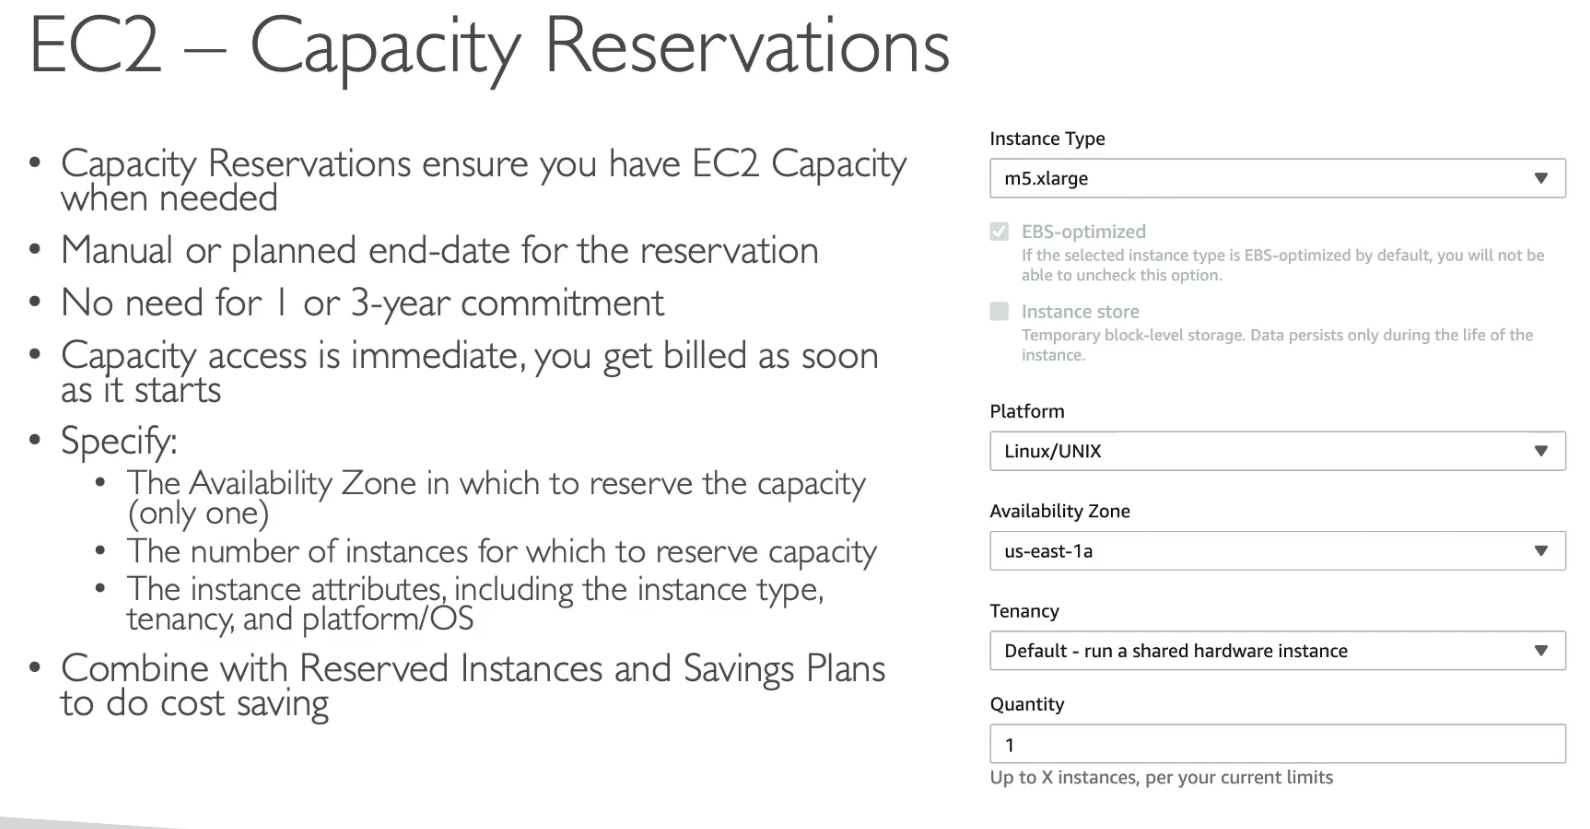 EC2 – Capacity Reservations
• Capacity Reservations ensure you have EC2 Capacity
when needed
• Manual or planned end-date for the reservation
• No need for 1 or 3-year commitment
• Capacity access is immediate, you get billed as soon
as it starts
• Specify:
• The Availability Zone in which to reserve the capacity
(only one)
• The number of instances for which to reserve capacity
• The instance attributes, including the instance type,
tenancy, and platform/OS
• Combine with Reserved Instances and Savings Plans
to do cost saving
Instance Type
m5.xlarge
EBS-optimized
If the selected instance type is EBS-optimized by default, you will not be
able to uncheck this option.
Instance store
Temporary block-level storage. Data persists only during the life of the
instance.
Platform
Linux/UNIX
Availability Zone
us-east-1a
Tenancy
Default - run a shared hardware instance
Quantity
1
Up to X instances, per your current limits